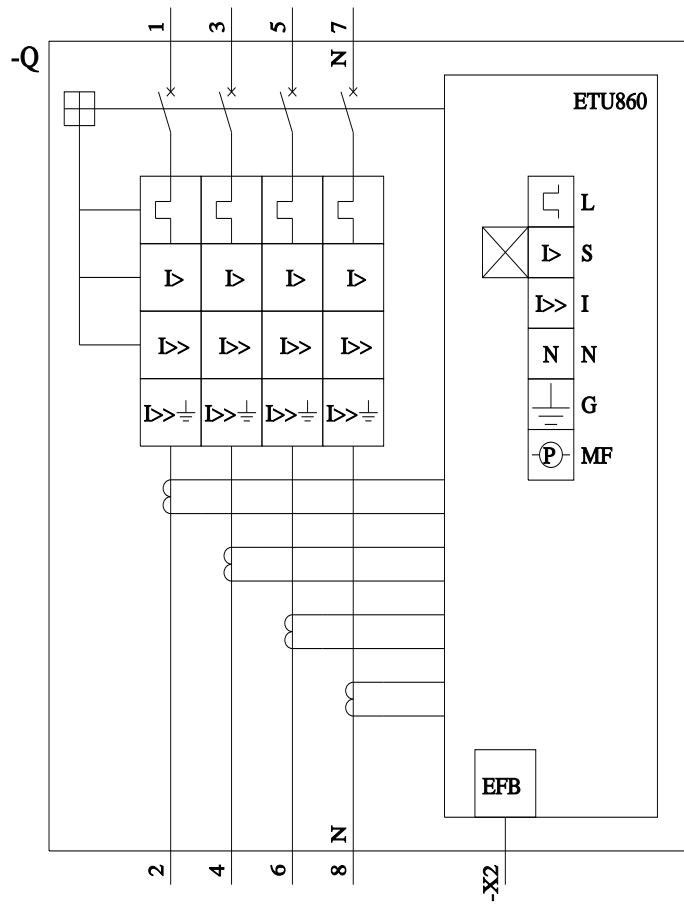 1 3 5 7
N
-Q
ETU860
L
I> S
I>> I
N N
G
P MF
I> I> I> I>
I>> I>> I>> I>>
I>> I>> I>> I>>
EFB
N
2 4 6 8 -X2